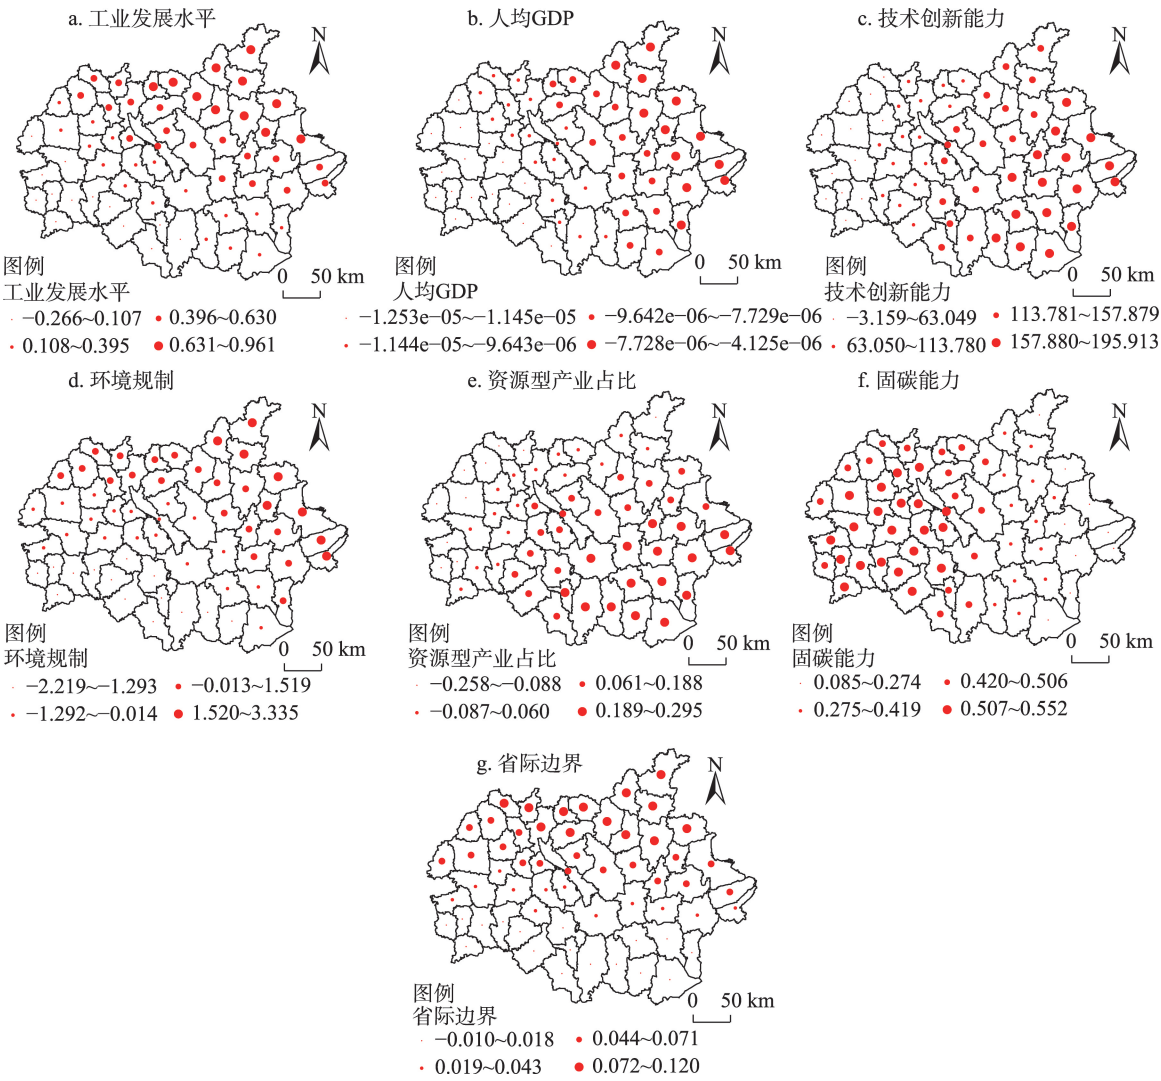 a. 工业发展水平
N
图例
工业发展水平
−0.266~0.107
0.396~0.630
0.108~0.395
0.631~0.961
0 50 km
b. 人均GDP
N
图例
人均GDP
−1.253e−05~−1.145e−05
−9.642e−06~−7.729e−06
−1.144e−05~−9.643e−06
−7.728e−06~−4.125e−06
0 50 km
c. 技术创新能力
N
图例
技术创新能力
−3.159~63.049
113.781~157.879
63.050~113.780
157.880~195.913
0 50 km
d. 环境规制
N
图例
环境规制
−2.219~−1.293
−0.013~1.519
−1.292~−0.014
1.520~3.335
0 50 km
e. 资源型产业占比
N
图例
资源型产业占比
−0.258~−0.088
0.061~0.188
−0.087~0.060
0.189~0.295
0 50 km
f. 固碳能力
N
图例
固碳能力
0.085~0.274
0.420~0.506
0.275~0.419
0.507~0.552
0 50 km
g. 省际边界
N
图例
省际边界
−0.010~0.018
0.044~0.071
0.019~0.043
0.072~0.120
0 50 km